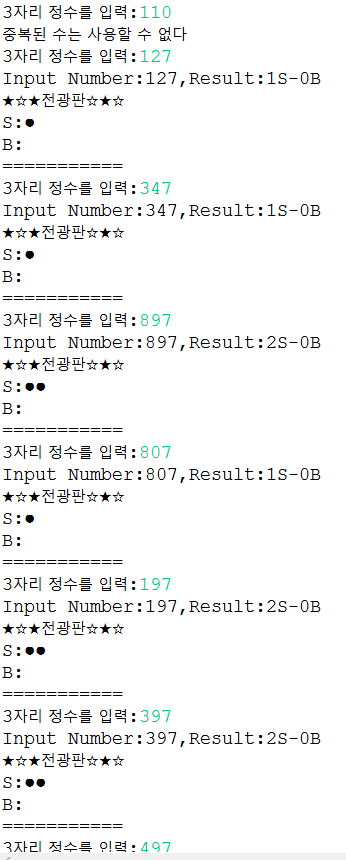 3자리 정수를 입력:110
중복된 수는 사용할 수 없다
3자리 정수를 입력:127
Input Number:127,Result:1S-0B
★☆★전광판☆★☆
S:●
B:
===========
3자리 정수를 입력:347
Input Number:347,Result:1S-0B
★☆★전광판☆★☆
S:●
B:
===========
3자리 정수를 입력:897
Input Number:897,Result:2S-0B
★☆★전광판☆★☆
S:●●
B:
===========
3자리 정수를 입력:807
Input Number:807,Result:1S-0B
★☆★전광판☆★☆
S:●
B:
===========
3자리 정수를 입력:197
Input Number:197,Result:2S-0B
★☆★전광판☆★☆
S:●●
B:
===========
3자리 정수를 입력:397
Input Number:397,Result:2S-0B
★☆★전광판☆★☆
S:●●
B:
===========
3자리 정수를 입력:497